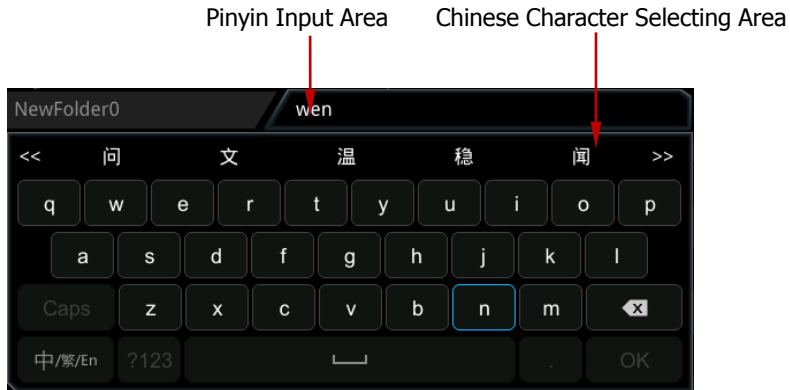 Pinyin Input Area Chinese Character Selecting Area
NewFolder0 wen
<< 问 文 温 稳 闻 >>
q w e r t y u i o p
a s d f g h j k l
Caps z x c v b n m x
中/繁/En ?123 . OK